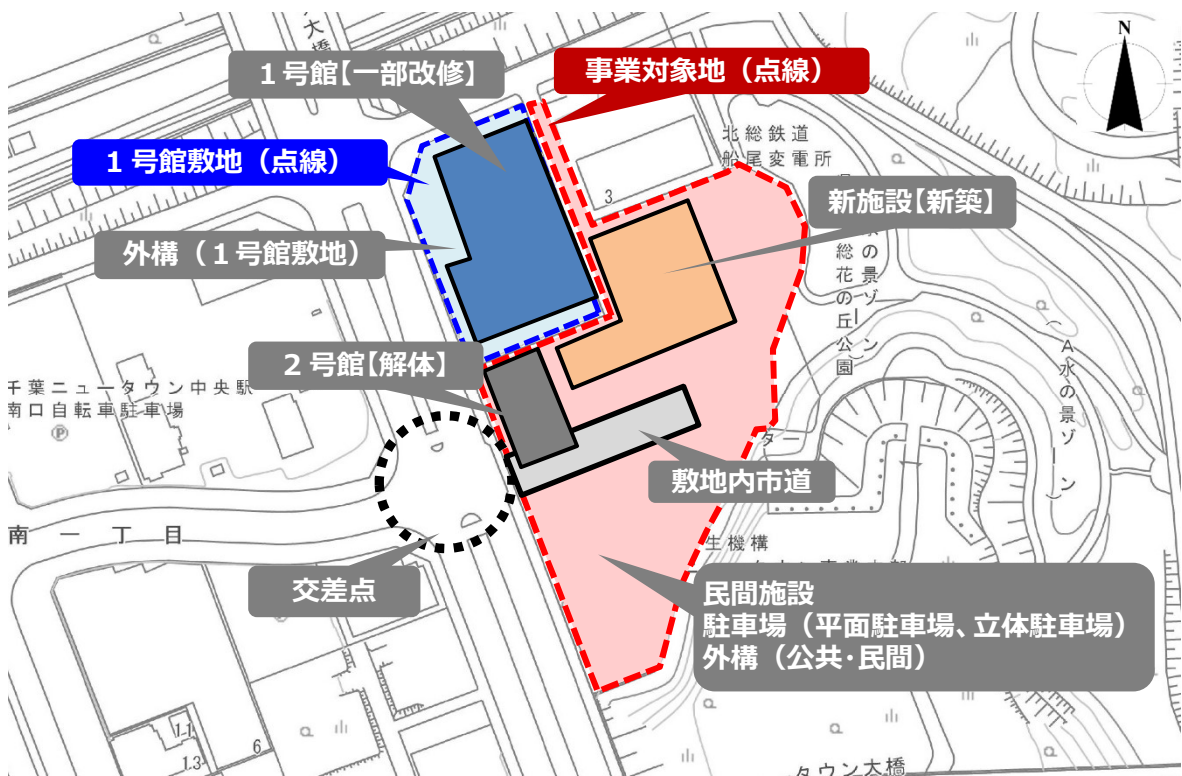 大橋
N
1号館【一部改修】
事業対象地（点線）
北総鉄道
船尾変電所
1号館敷地（点線）
3
新施設【新築】
外構（1号館敷地）
の景ゾーン
総花の丘公園
（A水の景ゾーン）
2号館【解体】
千葉ニュータウン中央駅
南口自転車駐車場
P
ター
敷地内市道
南一丁目
生機構
交差点
民間施設
駐車場（平面駐車場、立体駐車場）
外構（公共・民間）
11
13
6
タウン大橋